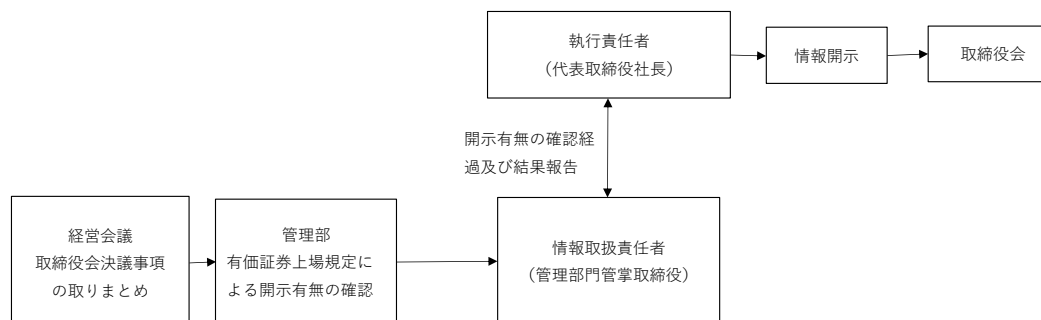 執行責任者
（代表取締役社長）
情報開示
取締役会
開示有無の確認経
過及び結果報告
経営会議
取締役会決議事項
の取りまとめ
管理部
有価証券上場規定に
よる開示有無の確認
情報取扱責任者
（管理部門管掌取締役）